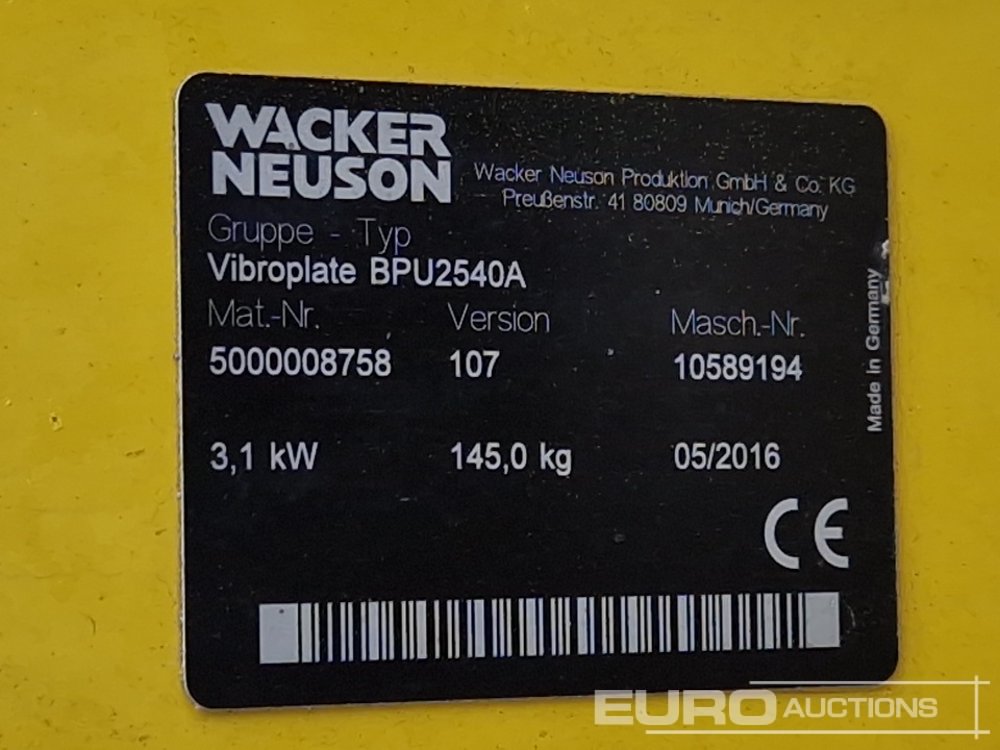 WACKER
NEUSON
Wacker Neuson Produktion GmbH & Co. KG
Preußenstr. 41 80809 Munich/Germany
Gruppe - Typ
Vibroplate BPU2540A
Mat.-Nr. Version Masch.-Nr.
5000008758 107 10589194
3,1 kW 145,0 kg 05/2016
Made in Germany
CE
EURO AUCTIONS